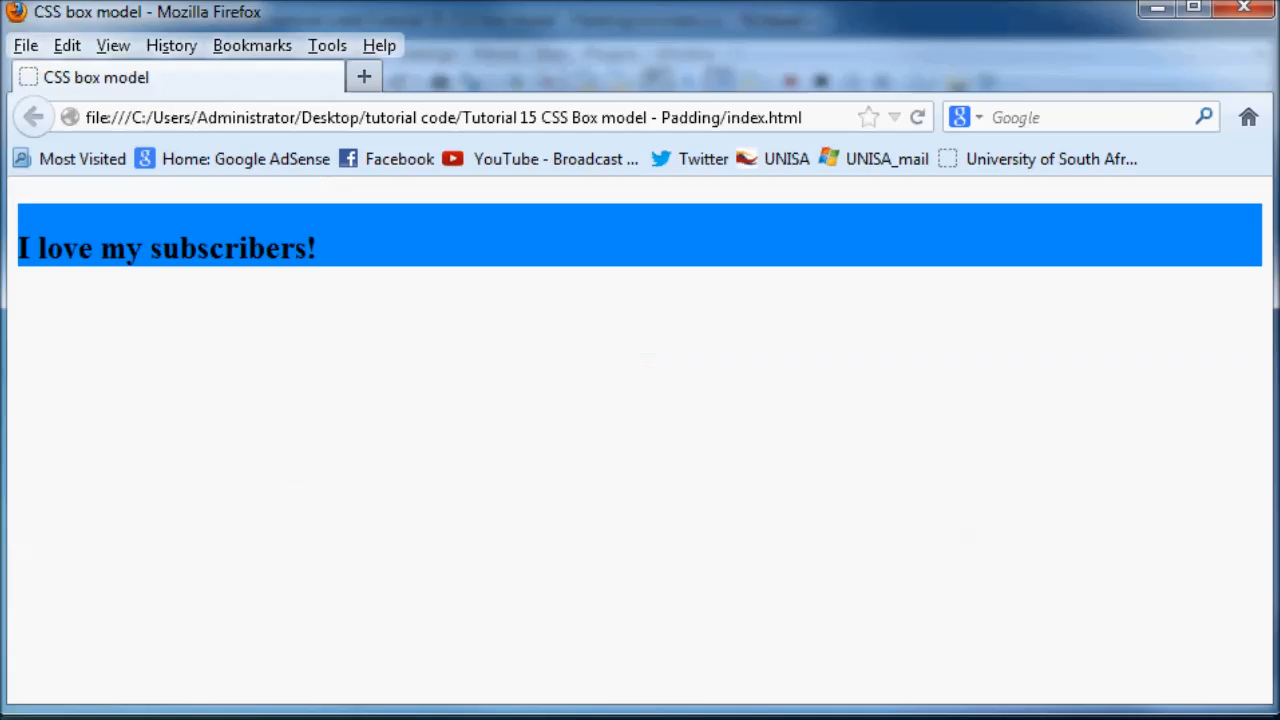 CSS box model - Mozilla Firefox
File Edit View History Bookmarks Tools Help
CSS box model
file:///C:/Users/Administrator/Desktop/tutorial code/Tutorial 15 CSS Box model - Padding/index.html Google
Most Visited Home: Google AdSense Facebook YouTube - Broadcast ... Twitter UNISA UNISA_mail University of South Afr...
I love my subscribers!